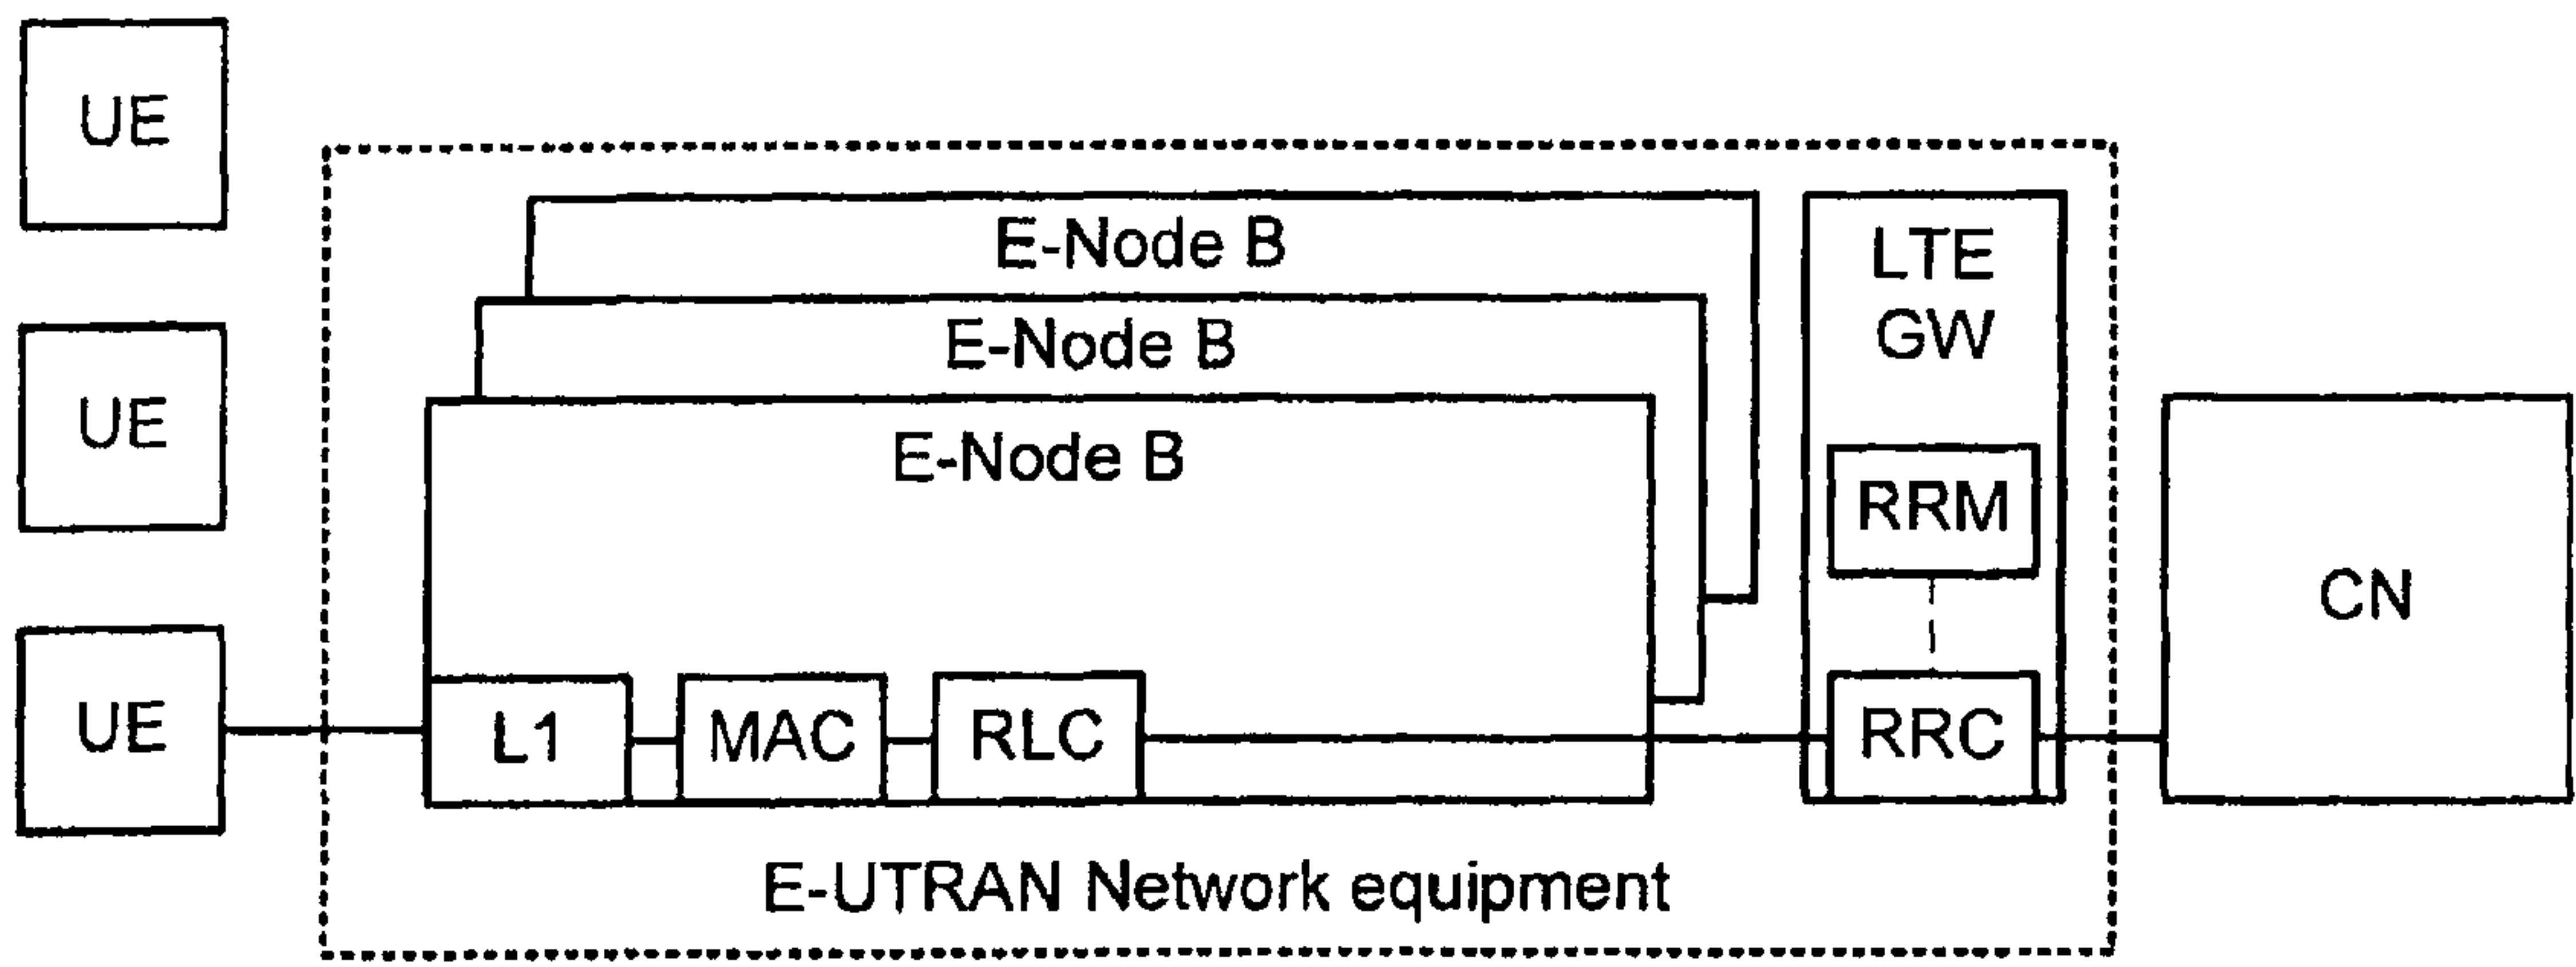 UE
UE
UE
E-Node B
E-Node B
E-Node B
L1
MAC
RLC
LTE
GW
RRM
RRC
CN
E-UTRAN Network equipment